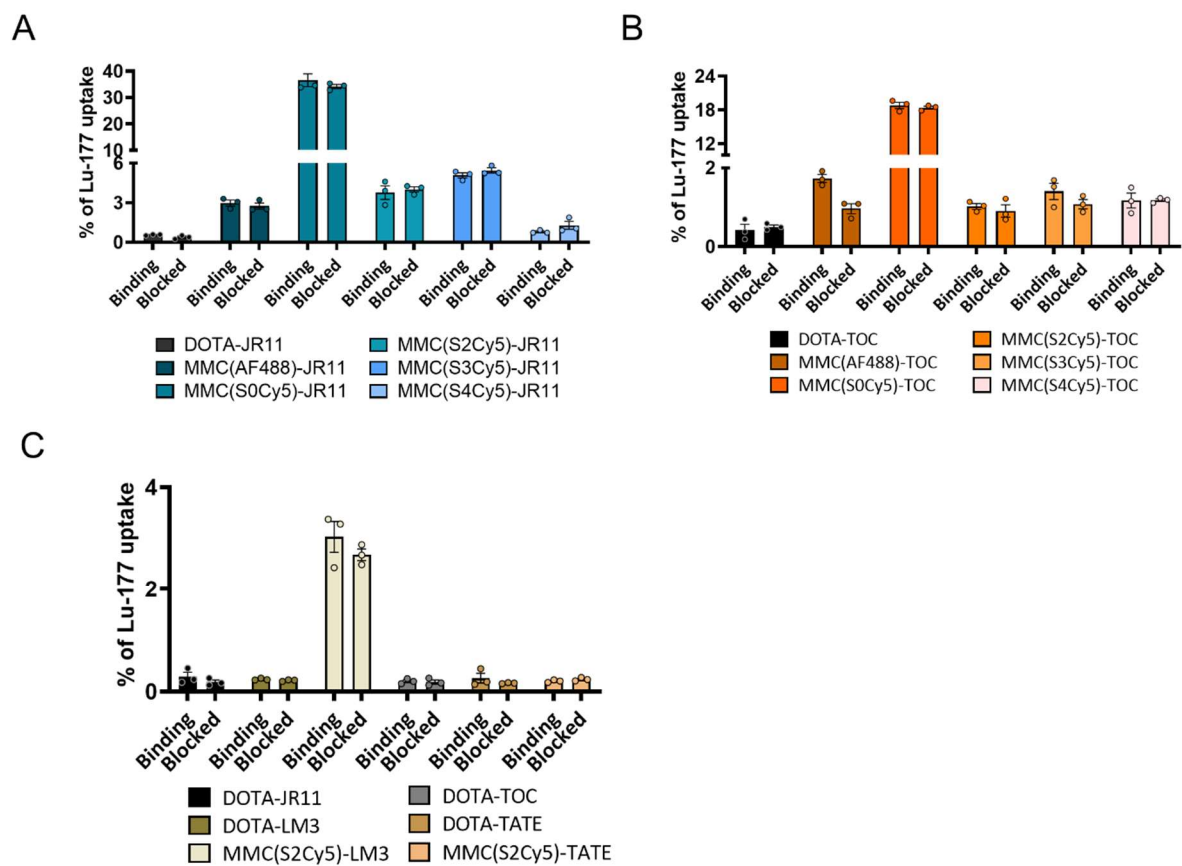 A
% of Lu-177 uptake
40
30
20
10
6
3
0
Binding Blocked Binding Blocked Binding Blocked Binding Blocked Binding Blocked Binding Blocked
DOTA-JR11 MMC(S2Cy5)-JR11
MMC(AF488)-JR11 MMC(S3Cy5)-JR11
MMC(S0Cy5)-JR11 MMC(S4Cy5)-JR11
B
% of Lu-177 uptake
24
18
12
2
0
Binding Blocked Binding Blocked Binding Blocked Binding Blocked Binding Blocked Binding Blocked
DOTA-TOC MMC(S2Cy5)-TOC
MMC(AF488)-TOC MMC(S3Cy5)-TOC
MMC(S0Cy5)-TOC MMC(S4Cy5)-TOC
C
% of Lu-177 uptake
4
2
0
Binding Blocked Binding Blocked Binding Blocked Binding Blocked Binding Blocked Binding Blocked
DOTA-JR11 DOTA-TOC
DOTA-LM3 DOTA-TATE
MMC(S2Cy5)-LM3 MMC(S2Cy5)-TATE